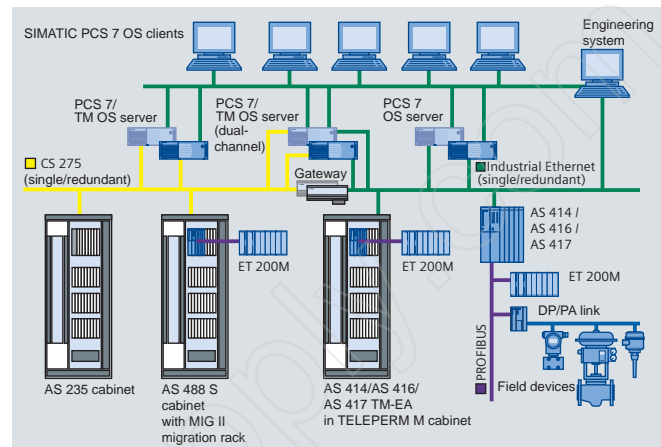 SIMATIC PCS 7 OS clients
Engineering
system
PCS 7/
TM OS server
PCS 7/
TM OS server
(dual-
channel)
PCS 7
OS server
CS 275
(single/redundant)
Gateway
Industrial Ethernet
(single/redundant)
AS 414 /
AS 416 /
AS 417
ET 200M
ET 200M
ET 200M
DP/PA link
PROFIBUS
Field devices
AS 235 cabinet
AS 488 S
cabinet
with MIG II
migration rack
AS 414/AS 416/
AS 417 TM-EA
in TELEPERM M cabinet